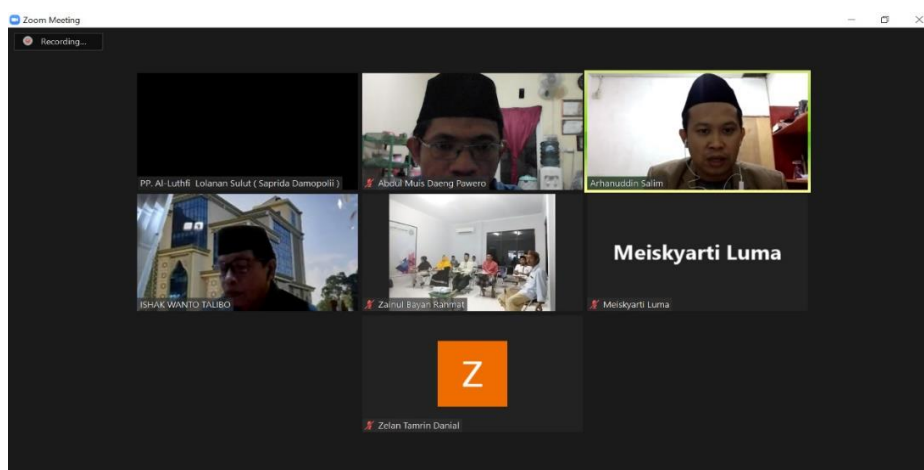 Zoom Meeting
Recording...
PP. Al-Luthfi Lolanan Sulut ( Saprida Damopolii )
Abdul Muis Daeng Pawero
Arhanuddin Salim
ISHAK WANTO TALIBO
Zainul Bayan Rahmat
Meiskyarti Luma
Meiskyarti Luma
Z
Zelan Tamrin Danial